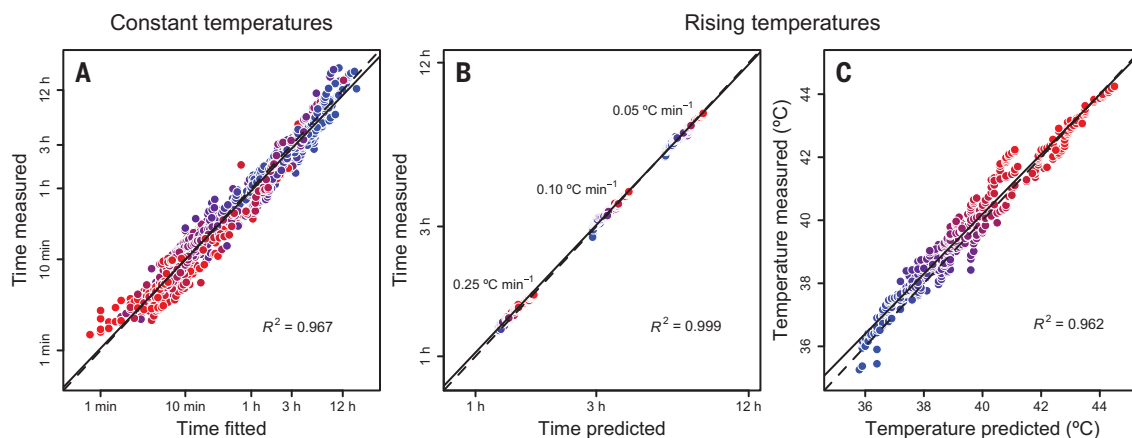 Constant temperatures
Rising temperatures
A
Time measured
12 h
3 h
1 h
10 min
1 min
R² = 0.967
1 min 10 min 1 h 3 h 12 h
Time fitted
B
Time measured
12 h
3 h
1 h
0.05 ºC min⁻¹
0.10 ºC min⁻¹
0.25 ºC min⁻¹
R² = 0.999
1 h 3 h 12 h
Time predicted
C
Temperature measured (ºC)
44
42
40
38
36
R² = 0.962
36 38 40 42 44
Temperature predicted (ºC)